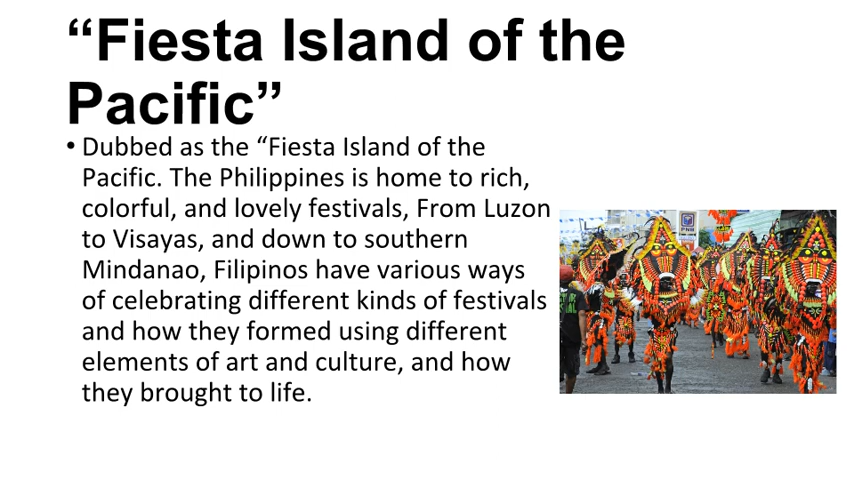 “Fiesta Island of the
Pacific”
• Dubbed as the “Fiesta Island of the
Pacific. The Philippines is home to rich,
colorful, and lovely festivals, From Luzon
to Visayas, and down to southern
Mindanao, Filipinos have various ways
of celebrating different kinds of festivals
and how they formed using different
elements of art and culture, and how
they brought to life.
PNB